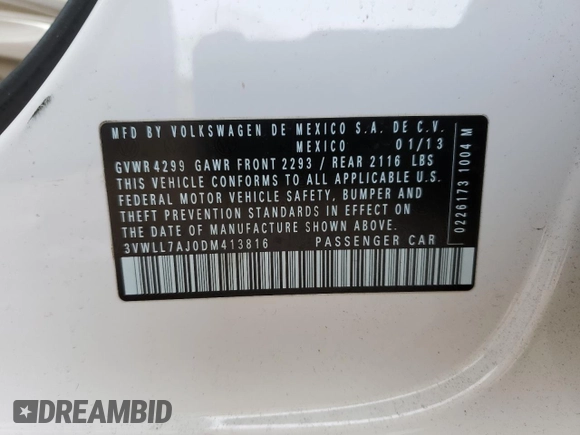 MFD BY VOLKSWAGEN DE MEXICO S.A. DE C.V.
MEXICO 01/13
GVWR 4299 GAWR FRONT 2293 / REAR 2116 LBS
THIS VEHICLE CONFORMS TO ALL APPLICABLE U.S.
FEDERAL MOTOR VEHICLE SAFETY, BUMPER AND
THEFT PREVENTION STANDARDS IN EFFECT ON
THE DATE OF MANUFACTURE SHOWN ABOVE.
3VWLL7AJ0DM413816 PASSENGER CAR
0226173 1004 M
DREAMBID